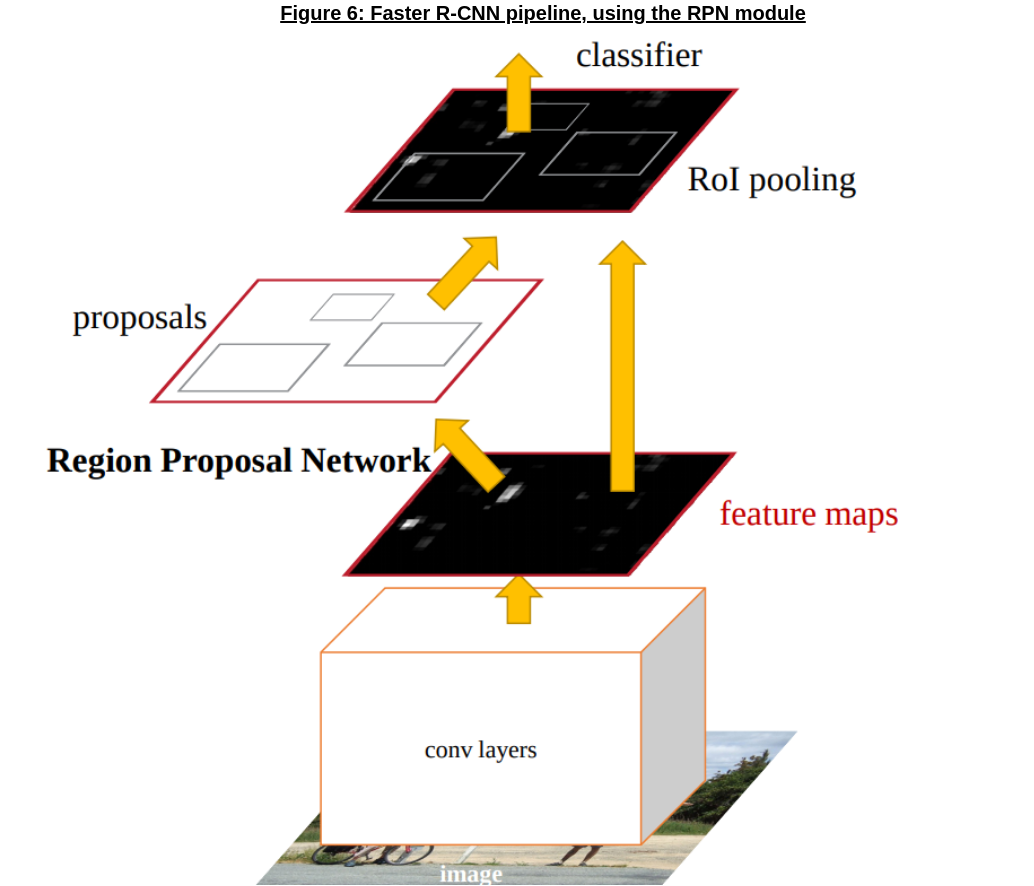 Figure 6: Faster R-CNN pipeline, using the RPN module
classifier
RoI pooling
proposals
Region Proposal Network
feature maps
conv layers
image